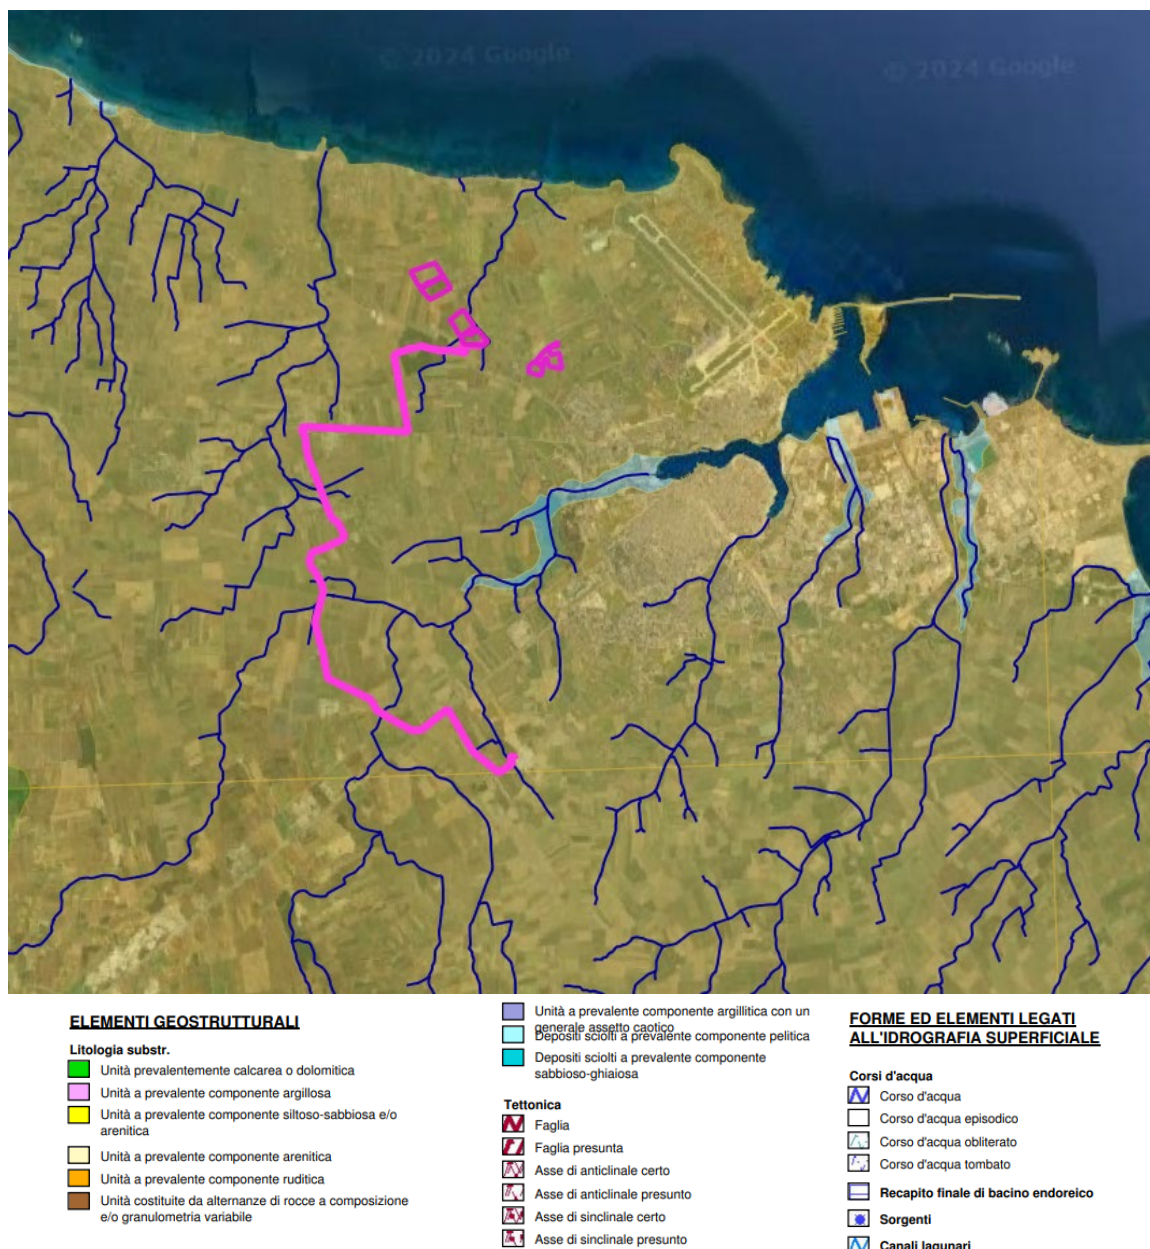 © 2024 Google
© 2024 Google
ELEMENTI GEOSTRUTTURALI
Litologia substr.
Unità prevalentemente calcarea o dolomitica
Unità a prevalente componente argillosa
Unità a prevalente componente siltoso-sabbiosa e/o
arenitica
Unità a prevalente componente arenitica
Unità a prevalente componente ruditica
Unità costituite da alternanze di rocce a composizione
e/o granulometria variabile
Unità a prevalente componente argillitica con un
generale assetto caotico
Depositi sciolti a prevalente componente pelitica
Depositi sciolti a prevalente componente
sabbioso-ghiaiosa
Tettonica
Faglia
Faglia presunta
Asse di anticlinale certo
Asse di anticlinale presunto
Asse di sinclinale certo
Asse di sinclinale presunto
FORME ED ELEMENTI LEGATI
ALL'IDROGRAFIA SUPERFICIALE
Corsi d'acqua
Corso d'acqua
Corso d'acqua episodico
Corso d'acqua obliterato
Corso d'acqua tombato
Recapito finale di bacino endoreico
Sorgenti
Canali lagunari